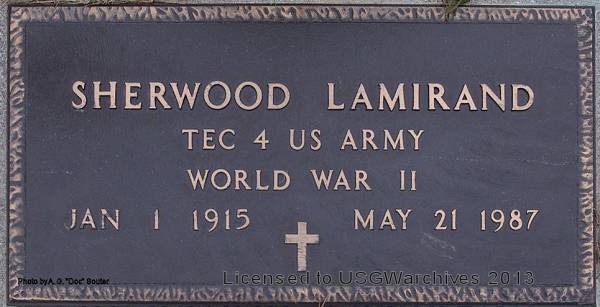 SHERWOOD LAMIRAND
TEC 4 US ARMY
WORLD WAR II
JAN 1 1915 MAY 21 1987
Photo by A. G. "Doc" Souter
Licensed to USGWarchives 2013